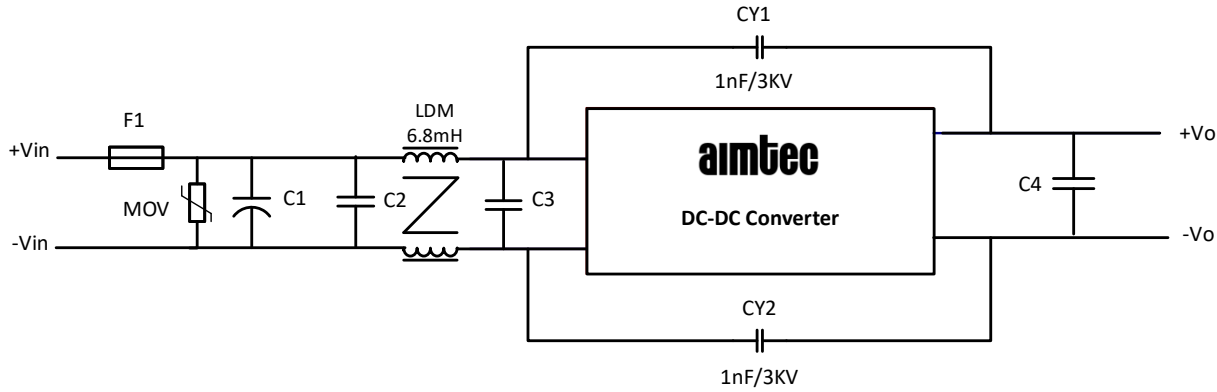 CY1
1nF/3KV
LDM
6.8mH
F1
+Vin
MOV
C1
C2
C3
aimtec
DC-DC Converter
+Vo
C4
-Vin
-Vo
CY2
1nF/3KV